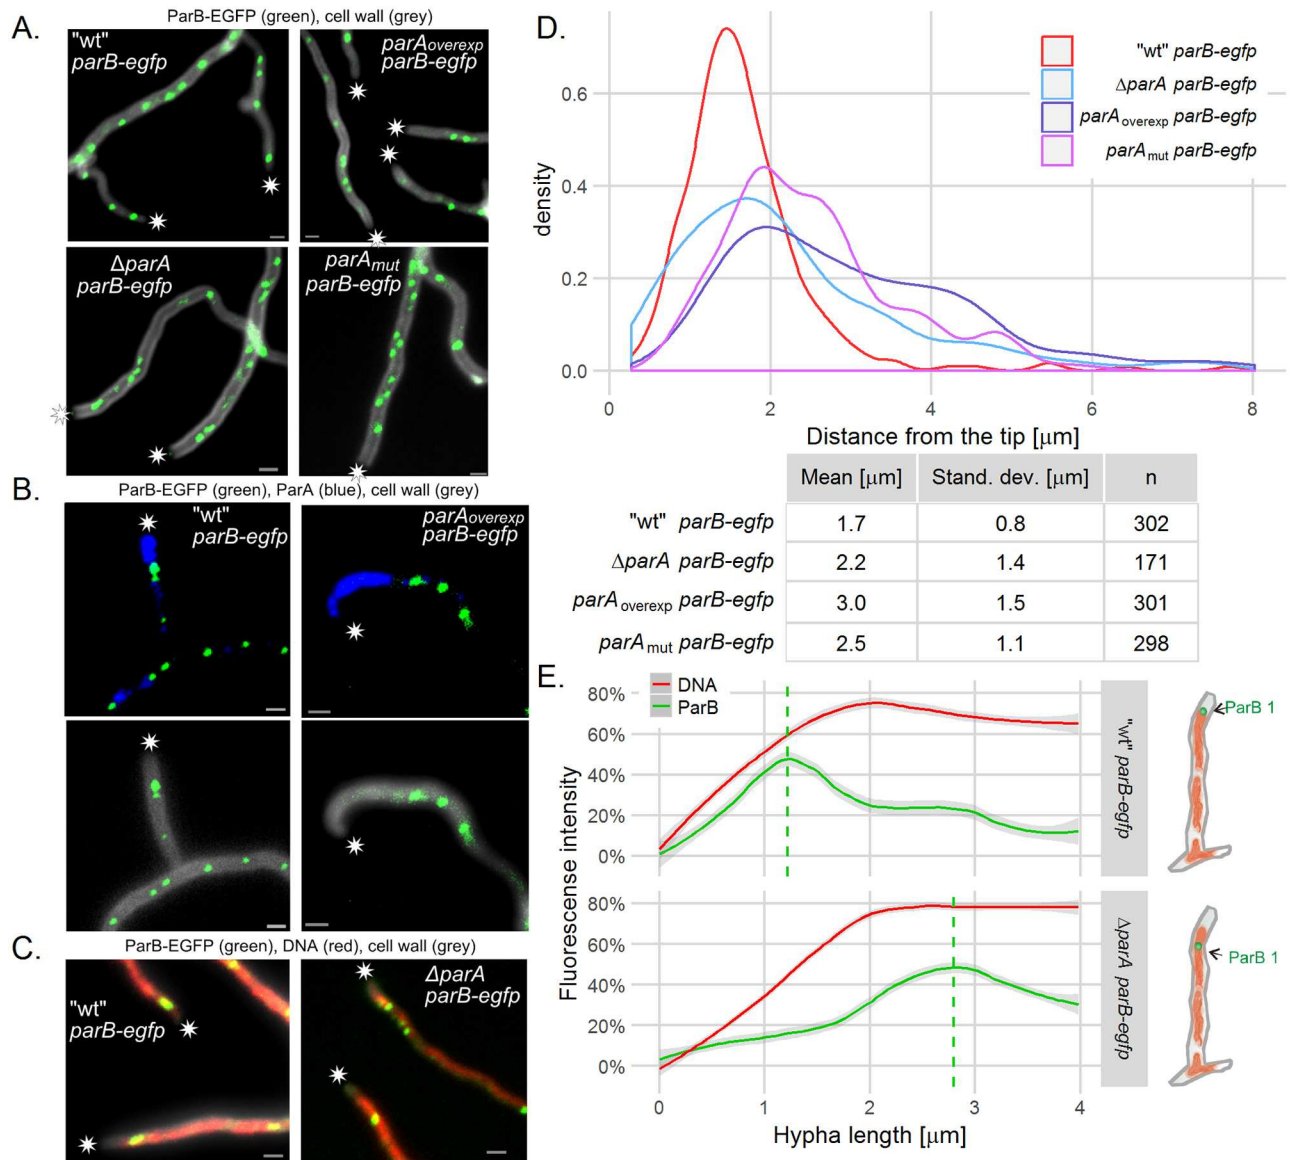 A.
ParB-EGFP (green), cell wall (grey)
"wt"
parB-egfp
parAoverexp
parB-egfp
ΔparA
parB-egfp
parAmut
parB-egfp
B.
ParB-EGFP (green), ParA (blue), cell wall (grey)
"wt"
parB-egfp
parAoverexp
parB-egfp
C.
ParB-EGFP (green), DNA (red), cell wall (grey)
"wt"
parB-egfp
ΔparA
parB-egfp
D.
density
0.6
0.4
0.2
0.0
0 2 4 6 8
Distance from the tip [μm]
"wt" parB-egfp
ΔparA parB-egfp
parAoverexp parB-egfp
parAmut parB-egfp
Mean [μm] Stand. dev. [μm] n
"wt" parB-egfp 1.7 0.8 302
ΔparA parB-egfp 2.2 1.4 171
parAoverexp parB-egfp 3.0 1.5 301
parAmut parB-egfp 2.5 1.1 298
E.
DNA
ParB
Fluorescense intensity
80%
60%
40%
20%
0%
"wt" parB-egfp
ParB 1
80%
60%
40%
20%
0%
ΔparA parB-egfp
ParB 1
0 1 2 3 4
Hypha length [μm]